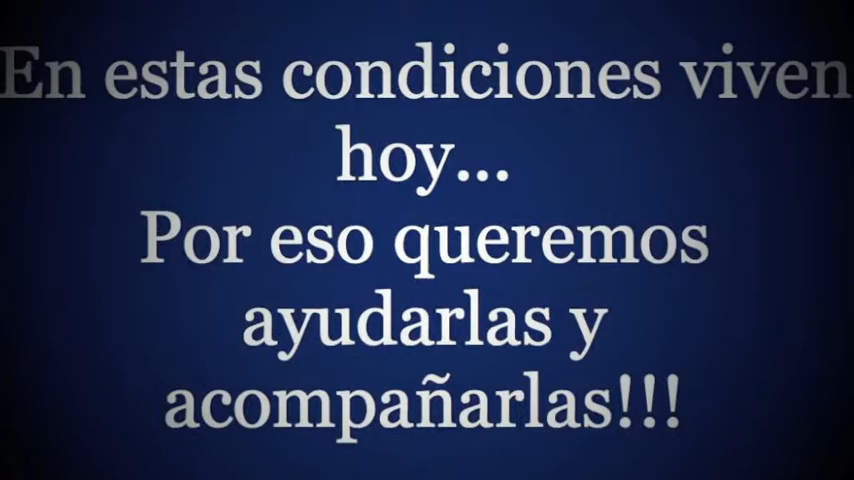 En estas condiciones viven
hoy...
Por eso queremos
ayudarlas y
acompañarlas!!!